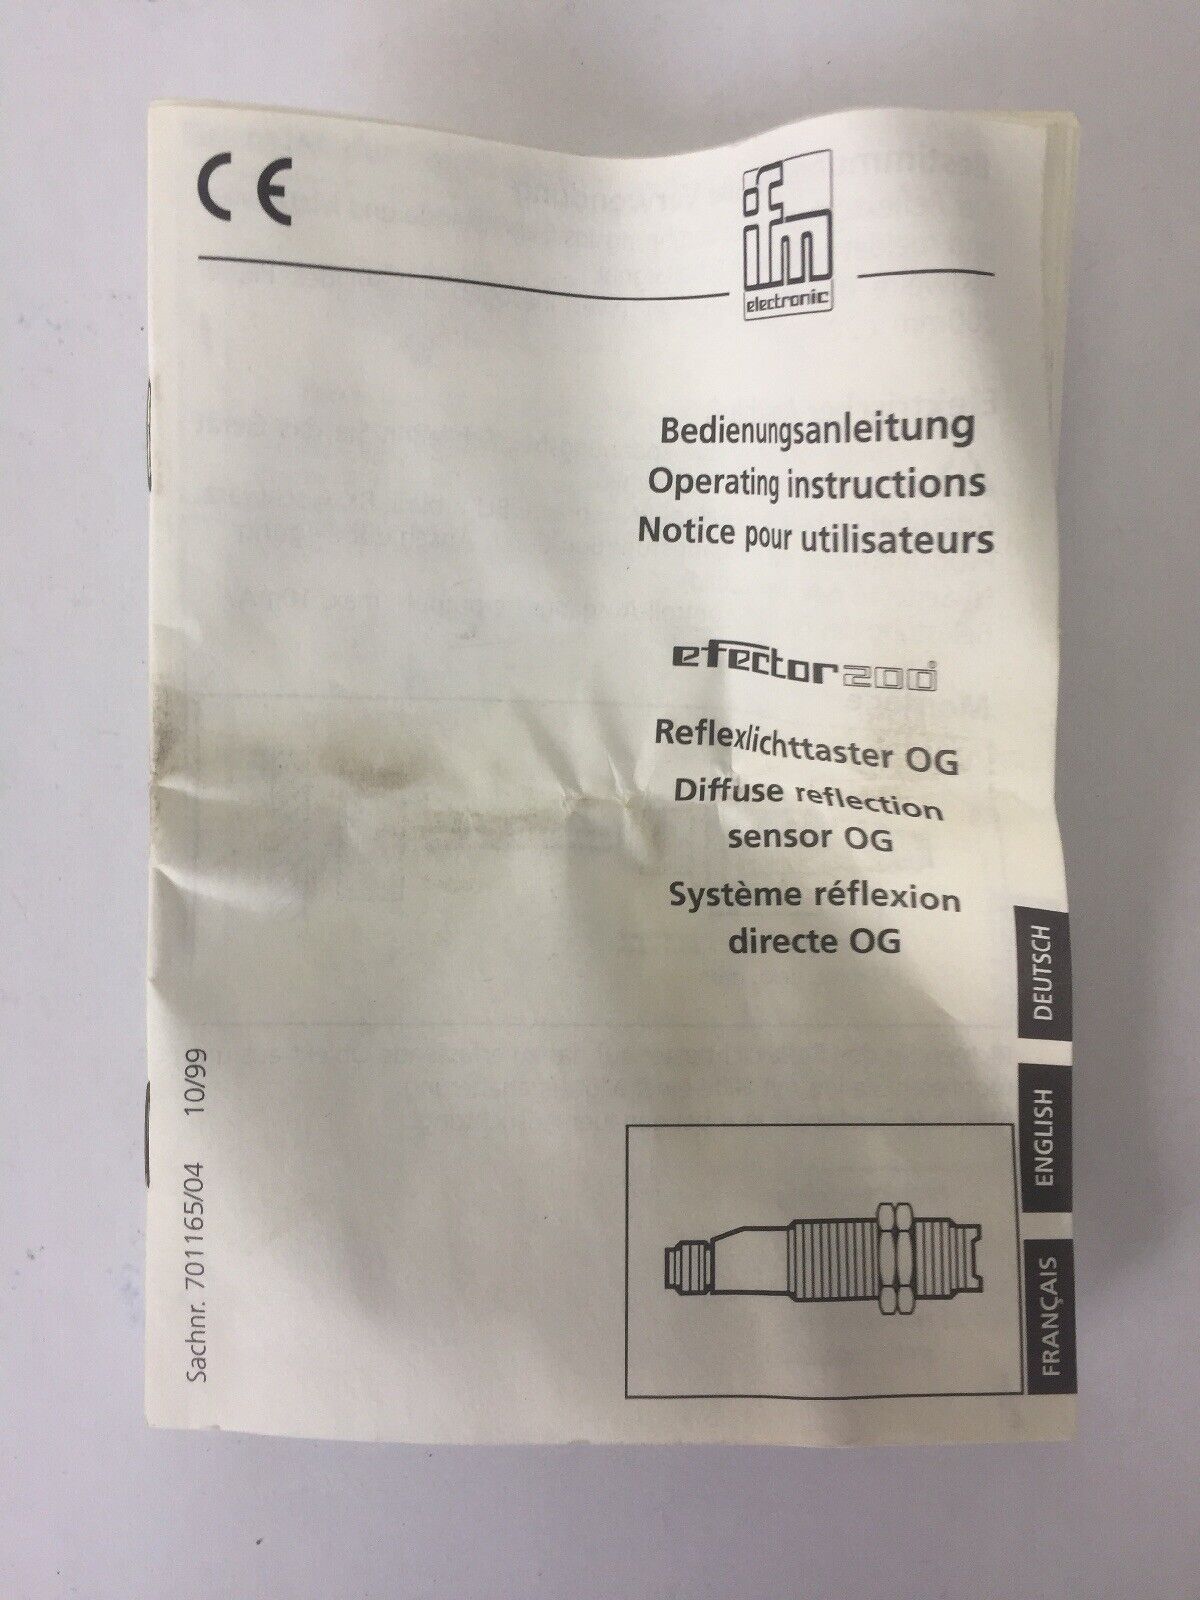 CE
ifm
electronic
Bedienungsanleitung
Operating instructions
Notice pour utilisateurs
efector200
Reflexlichttaster OG
Diffuse reflection
sensor OG
Système réflexion
directe OG
DEUTSCH
ENGLISH
FRANÇAIS
Sachnr. 701165/04 10/99